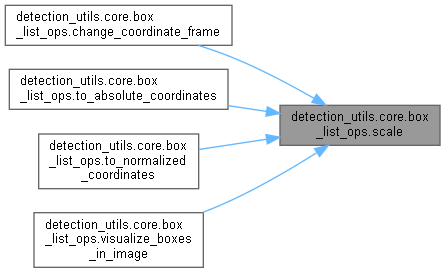 detection_utils.core.box
_list_ops.change_coordinate_frame
detection_utils.core.box
_list_ops.to_absolute_coordinates
detection_utils.core.box
_list_ops.scale
detection_utils.core.box
_list_ops.to_normalized
_coordinates
detection_utils.core.box
_list_ops.visualize_boxes
_in_image